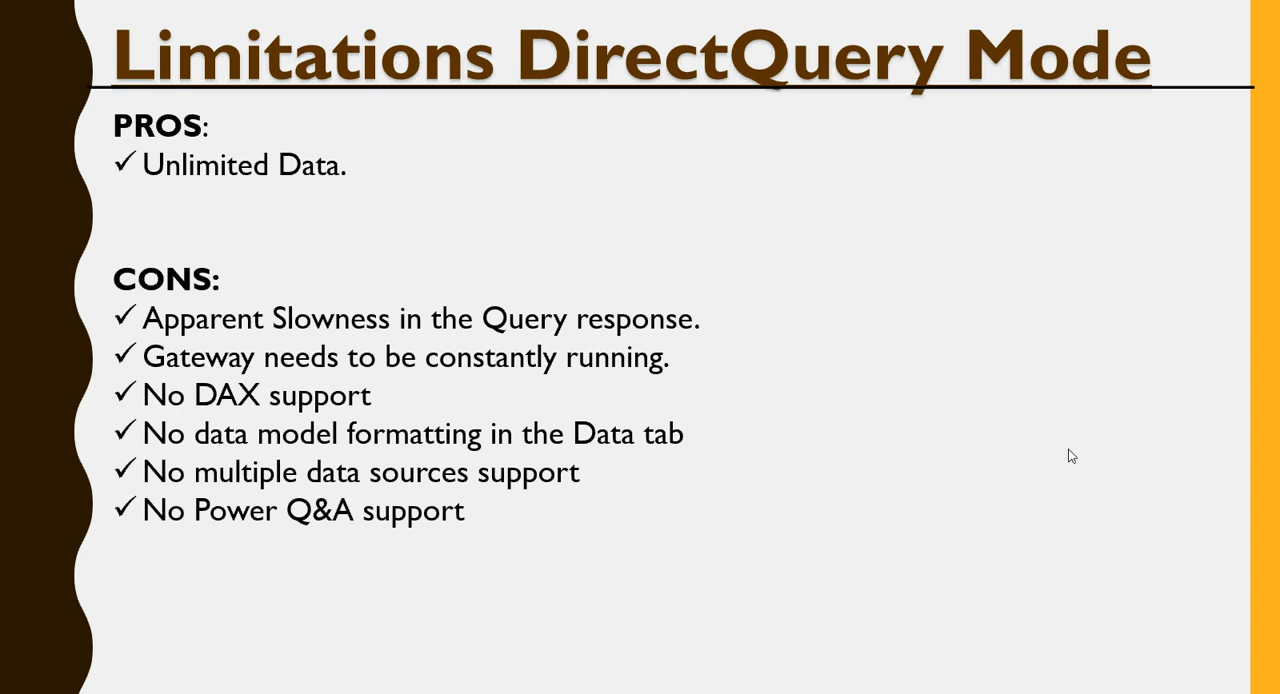 Limitations DirectQuery Mode
PROS:
✓ Unlimited Data.
CONS:
✓ Apparent Slowness in the Query response.
✓ Gateway needs to be constantly running.
✓ No DAX support
✓ No data model formatting in the Data tab
✓ No multiple data sources support
✓ No Power Q&A support